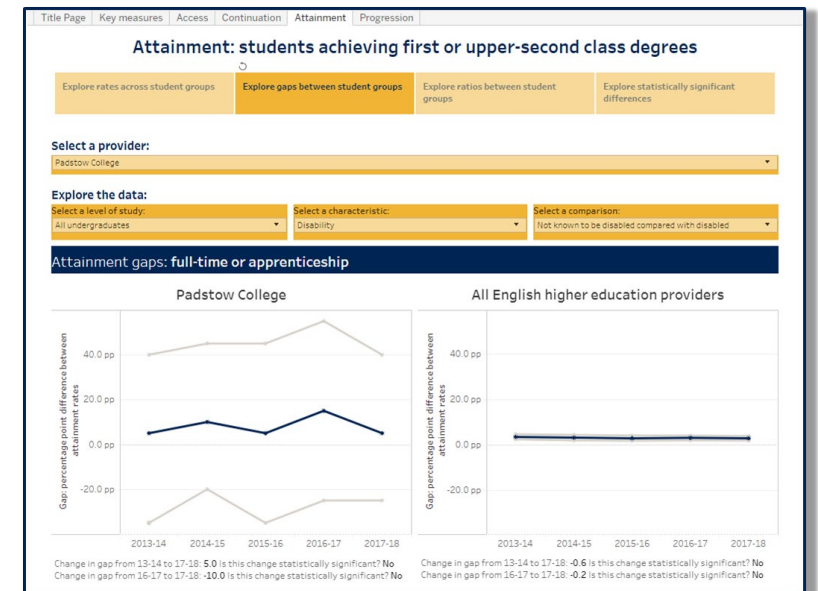 Title Page Key measures Access Continuation Attainment Progression
Attainment: students achieving first or upper-second class degrees
Explore rates across student groups
Explore gaps between student groups
Explore ratios between student
groups
Explore statistically significant
differences
Select a provider:
Padstow College
Explore the data:
Select a level of study:
All undergraduates
Select a characteristic:
Disability
Select a comparison:
Not known to be disabled compared with disabled
Attainment gaps: full-time or apprenticeship
Padstow College
Gap: percentage point difference between
attainment rates
40.0 pp
20.0 pp
0.0 pp
-20.0 pp
2013-14 2014-15 2015-16 2016-17 2017-18
Change in gap from 13-14 to 17-18: 5.0 Is this change statistically significant? No
Change in gap from 16-17 to 17-18: -10.0 Is this change statistically significant? No
All English higher education providers
Gap: percentage point difference between
attainment rates
40.0 pp
20.0 pp
0.0 pp
-20.0 pp
2013-14 2014-15 2015-16 2016-17 2017-18
Change in gap from 13-14 to 17-18: -0.6 Is this change statistically significant? No
Change in gap from 16-17 to 17-18: -0.2 Is this change statistically significant? No